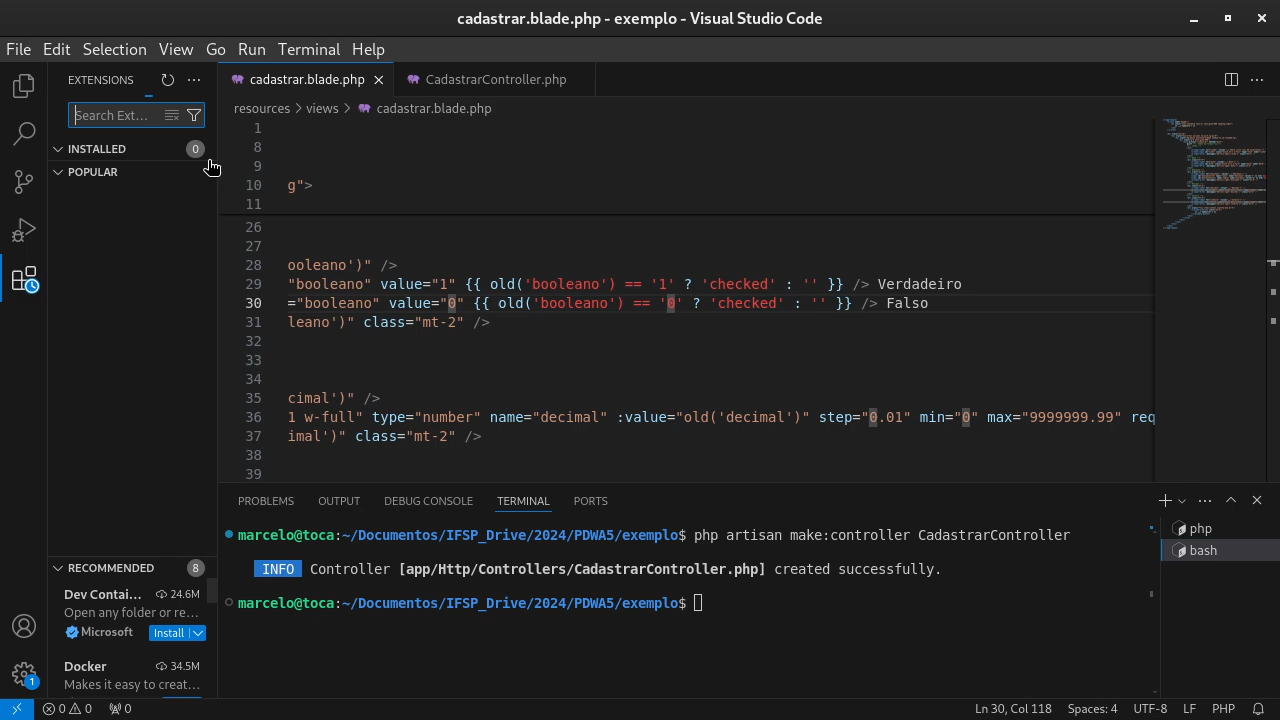 cadastrar.blade.php - exemplo - Visual Studio Code
File Edit Selection View Go Run Terminal Help
EXTENSIONS
Search Ext...
INSTALLED 0
POPULAR
RECOMMENDED 8
Dev Contai... 24.6M
Open any folder or re...
Microsoft Install
Docker 34.5M
Makes it easy to creat...
1
cadastrar.blade.php CadastrarController.php
resources > views > cadastrar.blade.php
1
8
9
10 g">
11
26
27
28 ooleano')" />
29 "booleano" value="1" {{ old('booleano') == '1' ? 'checked' : '' }} /> Verdadeiro
30 ="booleano" value="0" {{ old('booleano') == '0' ? 'checked' : '' }} /> Falso
31 leano')" class="mt-2" />
32
33
34
35 cimal')" />
36 1 w-full" type="number" name="decimal" :value="old('decimal')" step="0.01" min="0" max="9999999.99" req
37 imal')" class="mt-2" />
38
39
PROBLEMS OUTPUT DEBUG CONSOLE TERMINAL PORTS
marcelo@toca:~/Documentos/IFSP_Drive/2024/PDWA5/exemplo$ php artisan make:controller CadastrarController
INFO Controller [app/Http/Controllers/CadastrarController.php] created successfully.
marcelo@toca:~/Documentos/IFSP_Drive/2024/PDWA5/exemplo$
php
bash
0 0 0 Ln 30, Col 118 Spaces: 4 UTF-8 LF PHP